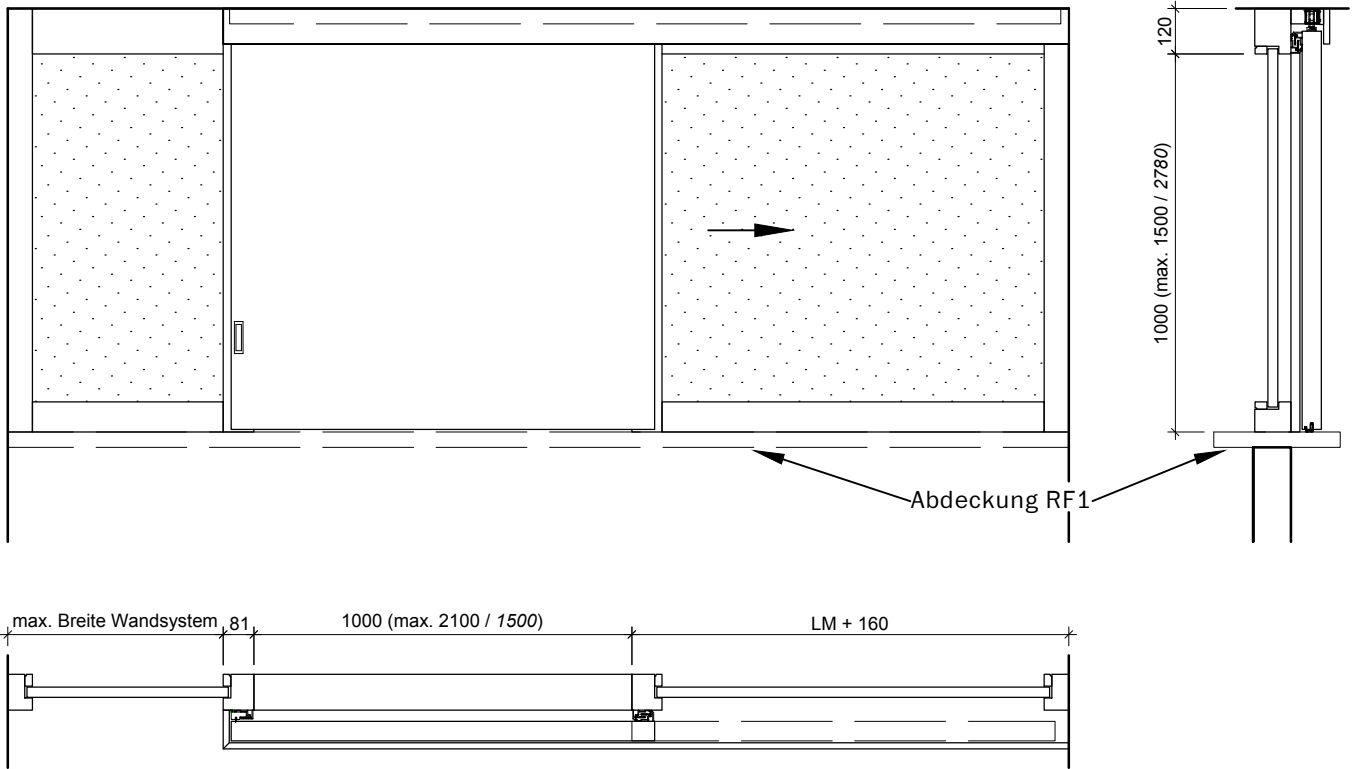 120
1000 (max. 1500 / 2780)
Abdeckung RF1
max. Breite Wandsystem
81
1000 (max. 2100 / 1500)
LM + 160